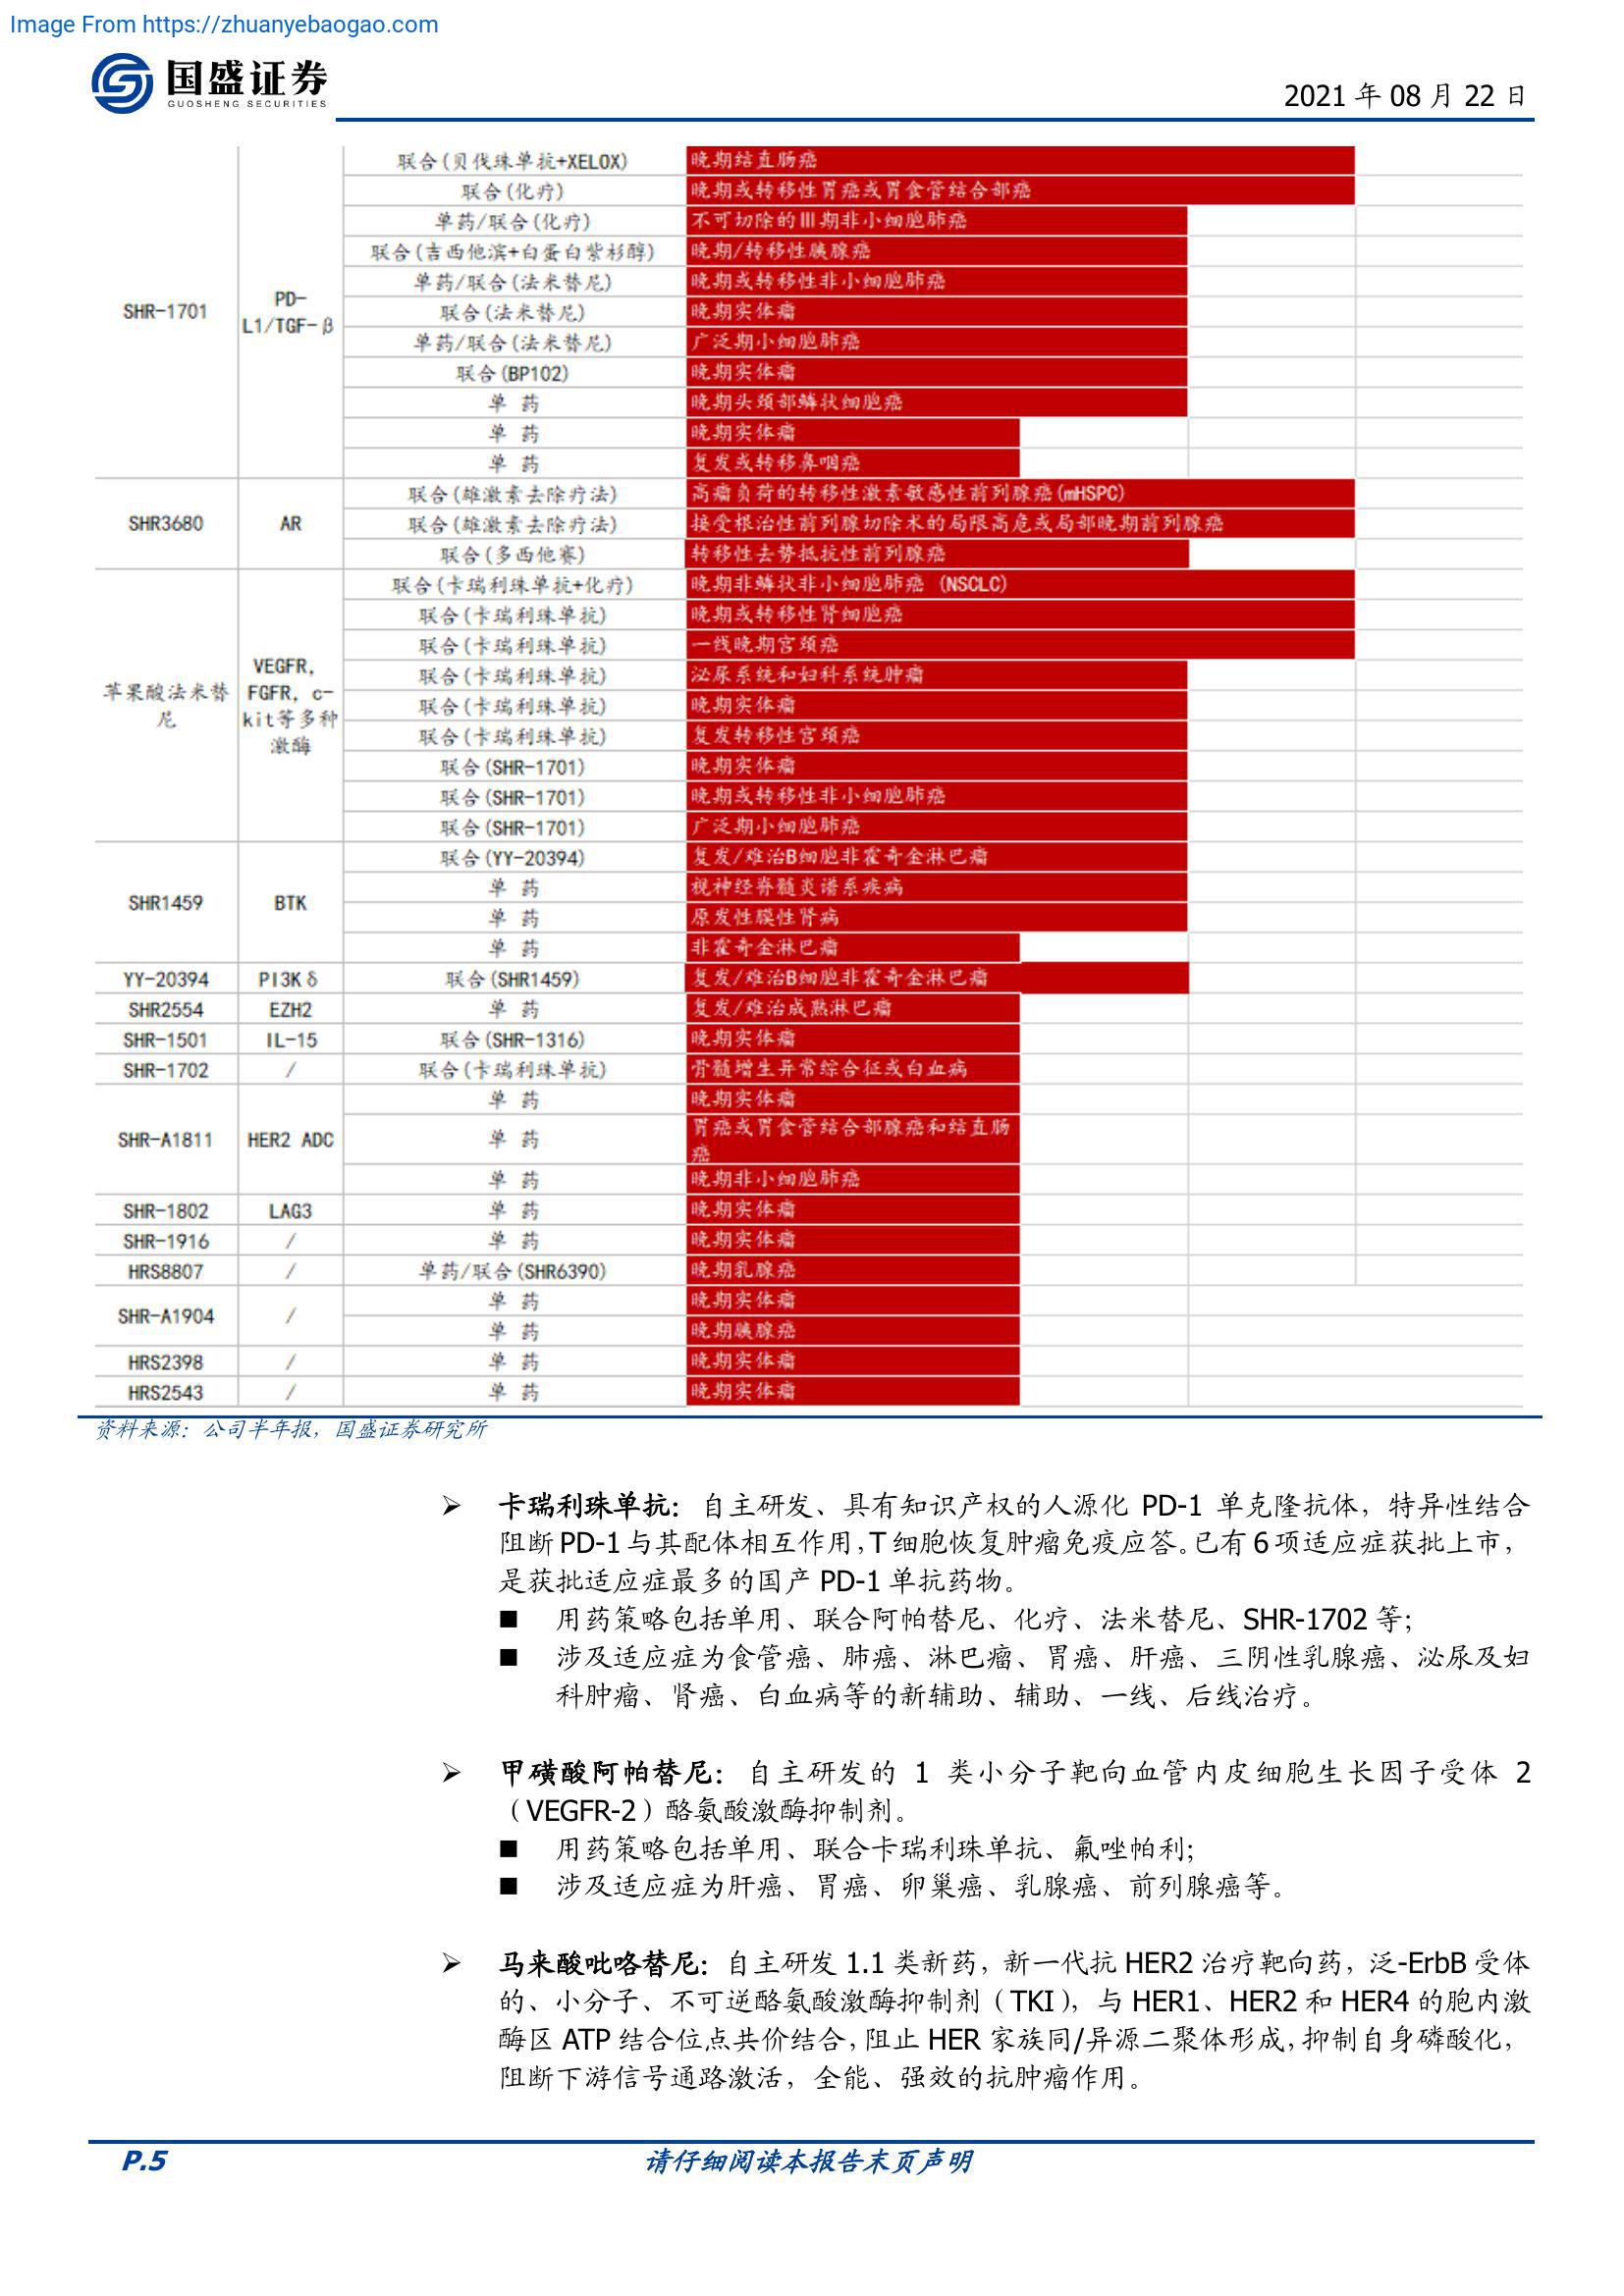 Image From https://zhuanyebaogao.com
国盛证券
GUOSHENG SECURITIES
2021 年 08 月 22 日
联合(贝伐珠单抗+XELOX) 晚期结直肠癌
联合(化疗) 晚期或转移性胃癌或胃食管结合部癌
单药/联合(化疗) 不可切除的Ⅲ期非小细胞肺癌
联合(吉西他滨+白蛋白紫杉醇) 晚期/转移性胰腺癌
单药/联合(法米替尼) 晚期或转移性非小细胞肺癌
SHR-1701 PD-L1/TGF-β 联合(法米替尼) 晚期实体瘤
单药/联合(法米替尼) 广泛期小细胞肺癌
联合(BP102) 晚期实体瘤
单 药 晚期头颈部鳞状细胞癌
单 药 晚期实体瘤
单 药 复发或转移鼻咽癌
联合(雄激素去除疗法) 高瘤负荷的转移性激素敏感性前列腺癌(mHSPC)
SHR3680 AR 联合(雄激素去除疗法) 接受根治性前列腺切除术的局限高危或局部晚期前列腺癌
联合(多西他赛) 转移性去势抵抗性前列腺癌
联合(卡瑞利珠单抗+化疗) 晚期非鳞状非小细胞肺癌 (NSCLC)
联合(卡瑞利珠单抗) 晚期或转移性肾细胞癌
联合(卡瑞利珠单抗) 一线晚期宫颈癌
联合(卡瑞利珠单抗) 泌尿系统和妇科系统肿瘤
苹果酸法米替尼 VEGFR, FGFR, c-kit等多种激酶 联合(卡瑞利珠单抗) 晚期实体瘤
联合(卡瑞利珠单抗) 复发转移性宫颈癌
联合(SHR-1701) 晚期实体瘤
联合(SHR-1701) 晚期或转移性非小细胞肺癌
联合(SHR-1701) 广泛期小细胞肺癌
联合(YY-20394) 复发/难治B细胞非霍奇金淋巴瘤
单 药 视神经脊髓炎谱系疾病
SHR1459 BTK
单 药 原发性膜性肾病
单 药 非霍奇金淋巴瘤
YY-20394 PI3Kδ 联合(SHR1459) 复发/难治B细胞非霍奇金淋巴瘤
SHR2554 EZH2 单 药 复发/难治成熟淋巴瘤
SHR-1501 IL-15 联合(SHR-1316) 晚期实体瘤
SHR-1702 / 联合(卡瑞利珠单抗) 骨髓增生异常综合征或白血病
单 药 晚期实体瘤
SHR-A1811 HER2 ADC 单 药 胃癌或胃食管结合部腺癌和结直肠癌
单 药 晚期非小细胞肺癌
SHR-1802 LAG3 单 药 晚期实体瘤
SHR-1916 / 单 药 晚期实体瘤
HRS8807 / 单药/联合(SHR6390) 晚期乳腺癌
单 药 晚期实体瘤
SHR-A1904 /
单 药 晚期胰腺癌
HRS2398 / 单 药 晚期实体瘤
HRS2543 / 单 药 晚期实体瘤
资料来源：公司半年报，国盛证券研究所
➢ 卡瑞利珠单抗：自主研发、具有知识产权的人源化 PD-1 单克隆抗体，特异性结合
阻断 PD-1 与其配体相互作用，T 细胞恢复肿瘤免疫应答。已有 6 项适应症获批上市，
是获批适应症最多的国产 PD-1 单抗药物。
■ 用药策略包括单用、联合阿帕替尼、化疗、法米替尼、SHR-1702 等；
■ 涉及适应症为食管癌、肺癌、淋巴瘤、胃癌、肝癌、三阴性乳腺癌、泌尿及妇
科肿瘤、肾癌、白血病等的新辅助、辅助、一线、后线治疗。
➢ 甲磺酸阿帕替尼：自主研发的 1 类小分子靶向血管内皮细胞生长因子受体 2
（VEGFR-2）酪氨酸激酶抑制剂。
■ 用药策略包括单用、联合卡瑞利珠单抗、氟唑帕利；
■ 涉及适应症为肝癌、胃癌、卵巢癌、乳腺癌、前列腺癌等。
➢ 马来酸吡咯替尼：自主研发 1.1 类新药，新一代抗 HER2 治疗靶向药，泛-ErbB 受体
的、小分子、不可逆酪氨酸激酶抑制剂（TKI），与 HER1、HER2 和 HER4 的胞内激
酶区 ATP 结合位点共价结合，阻止 HER 家族同/异源二聚体形成，抑制自身磷酸化，
阻断下游信号通路激活，全能、强效的抗肿瘤作用。
P.5 请仔细阅读本报告末页声明